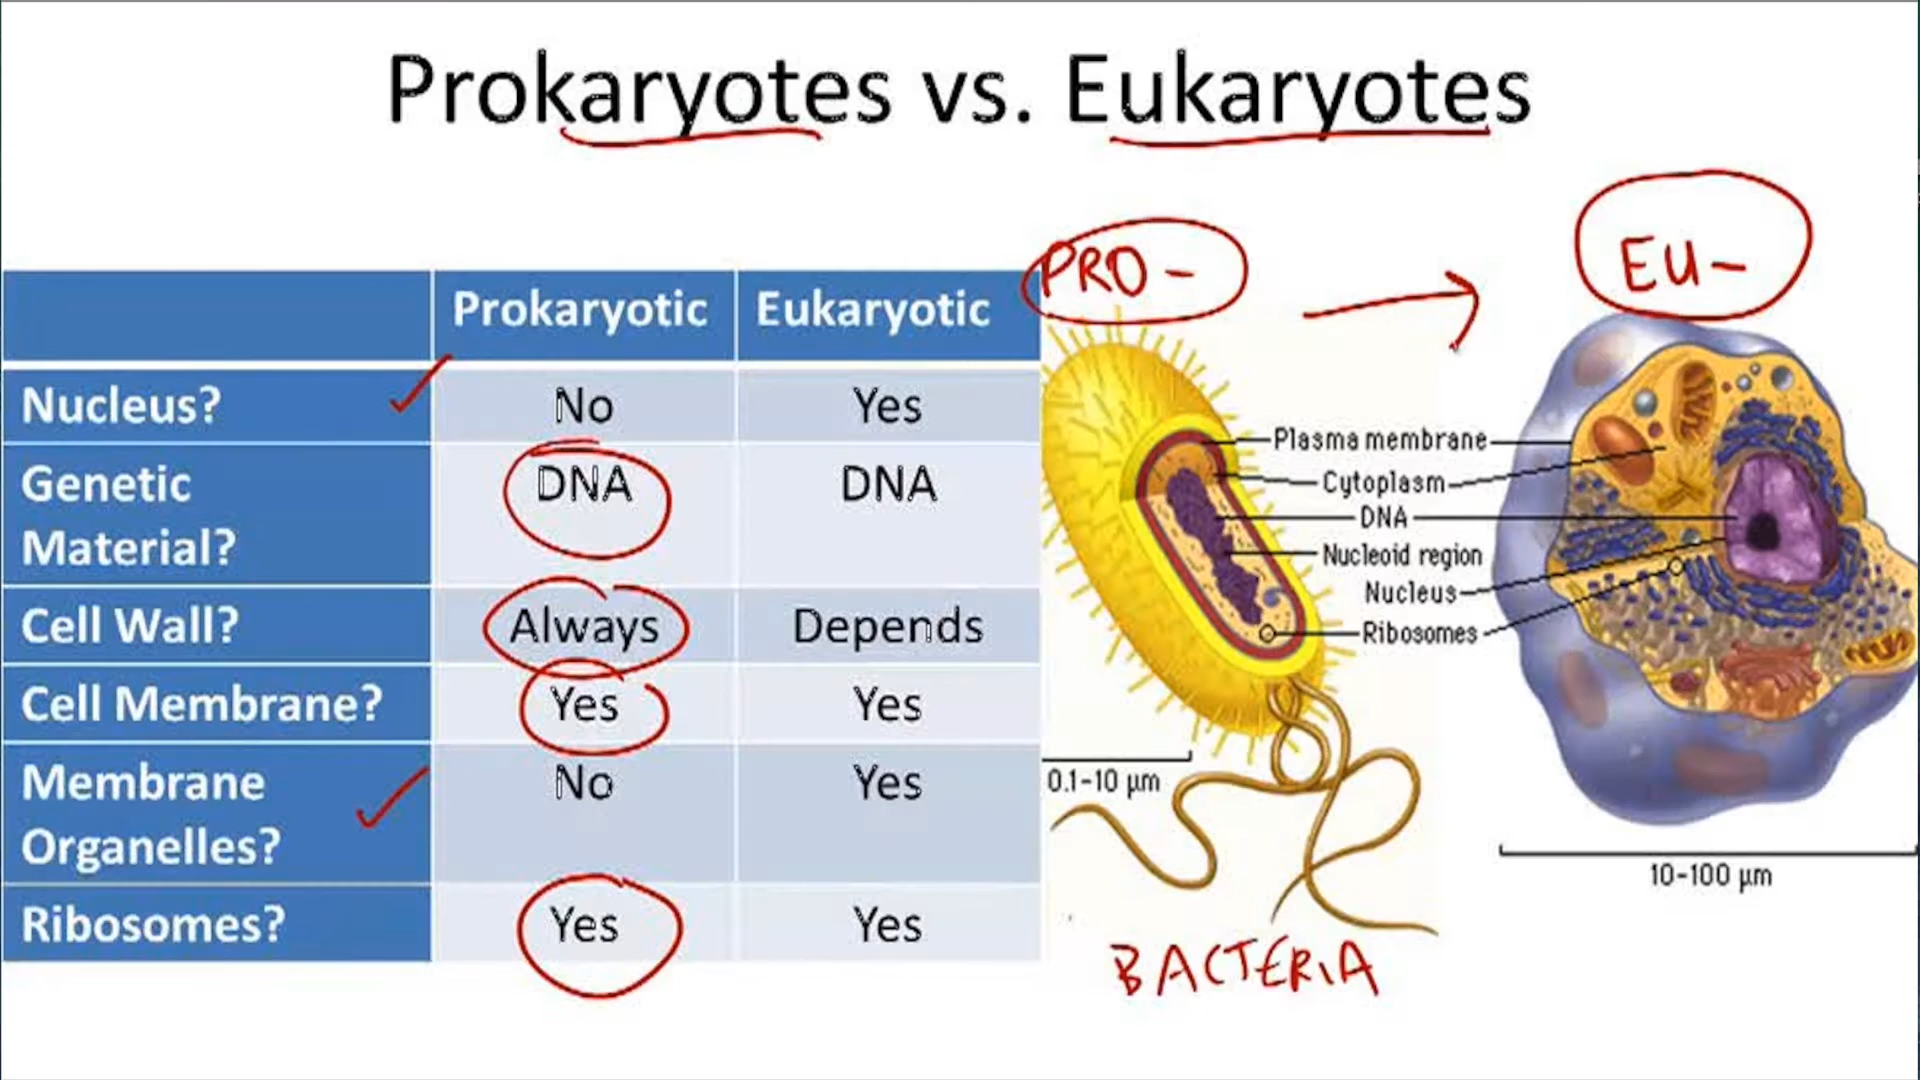 Prokaryotes vs. Eukaryotes
PRO- EU-
Prokaryotic Eukaryotic
Nucleus? No Yes
Genetic DNA DNA
Material?
Cell Wall? Always Depends
Cell Membrane? Yes Yes
Membrane No Yes
Organelles?
Ribosomes? Yes Yes
Plasma membrane
Cytoplasm
DNA
Nucleoid region
Nucleus
Ribosomes
0.1-10 µm
10-100 µm
BACTERIA